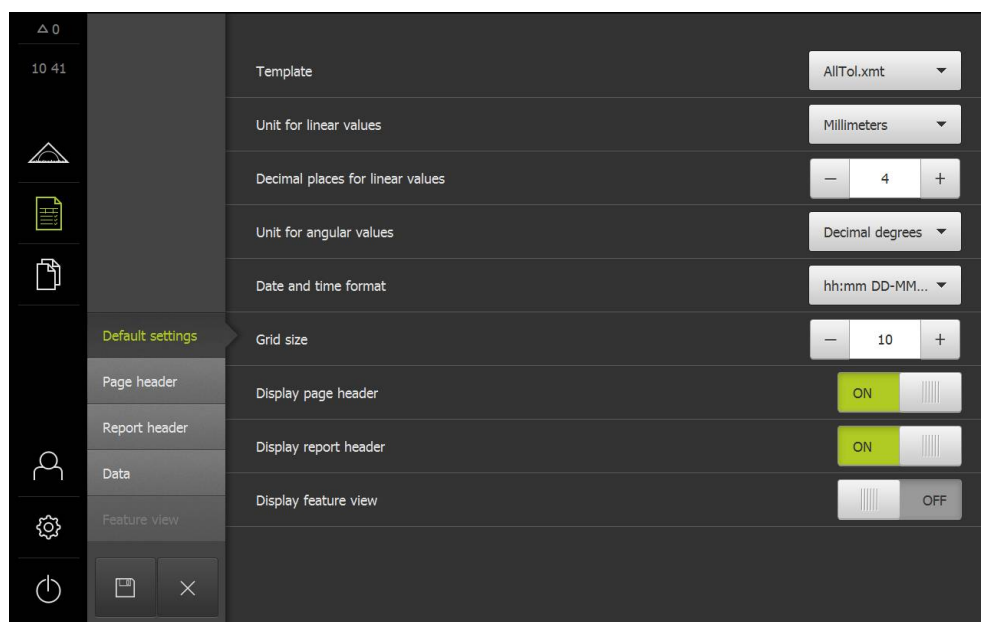 △ 0
10 41
Template
AllTol.xmt
Unit for linear values
Millimeters
Decimal places for linear values
— 4 +
Unit for angular values
Decimal degrees
Date and time format
hh:mm DD-MM...
Default settings
Grid size
— 10 +
Page header
Display page header
ON
Report header
Display report header
ON
Data
Display feature view
OFF
Feature view